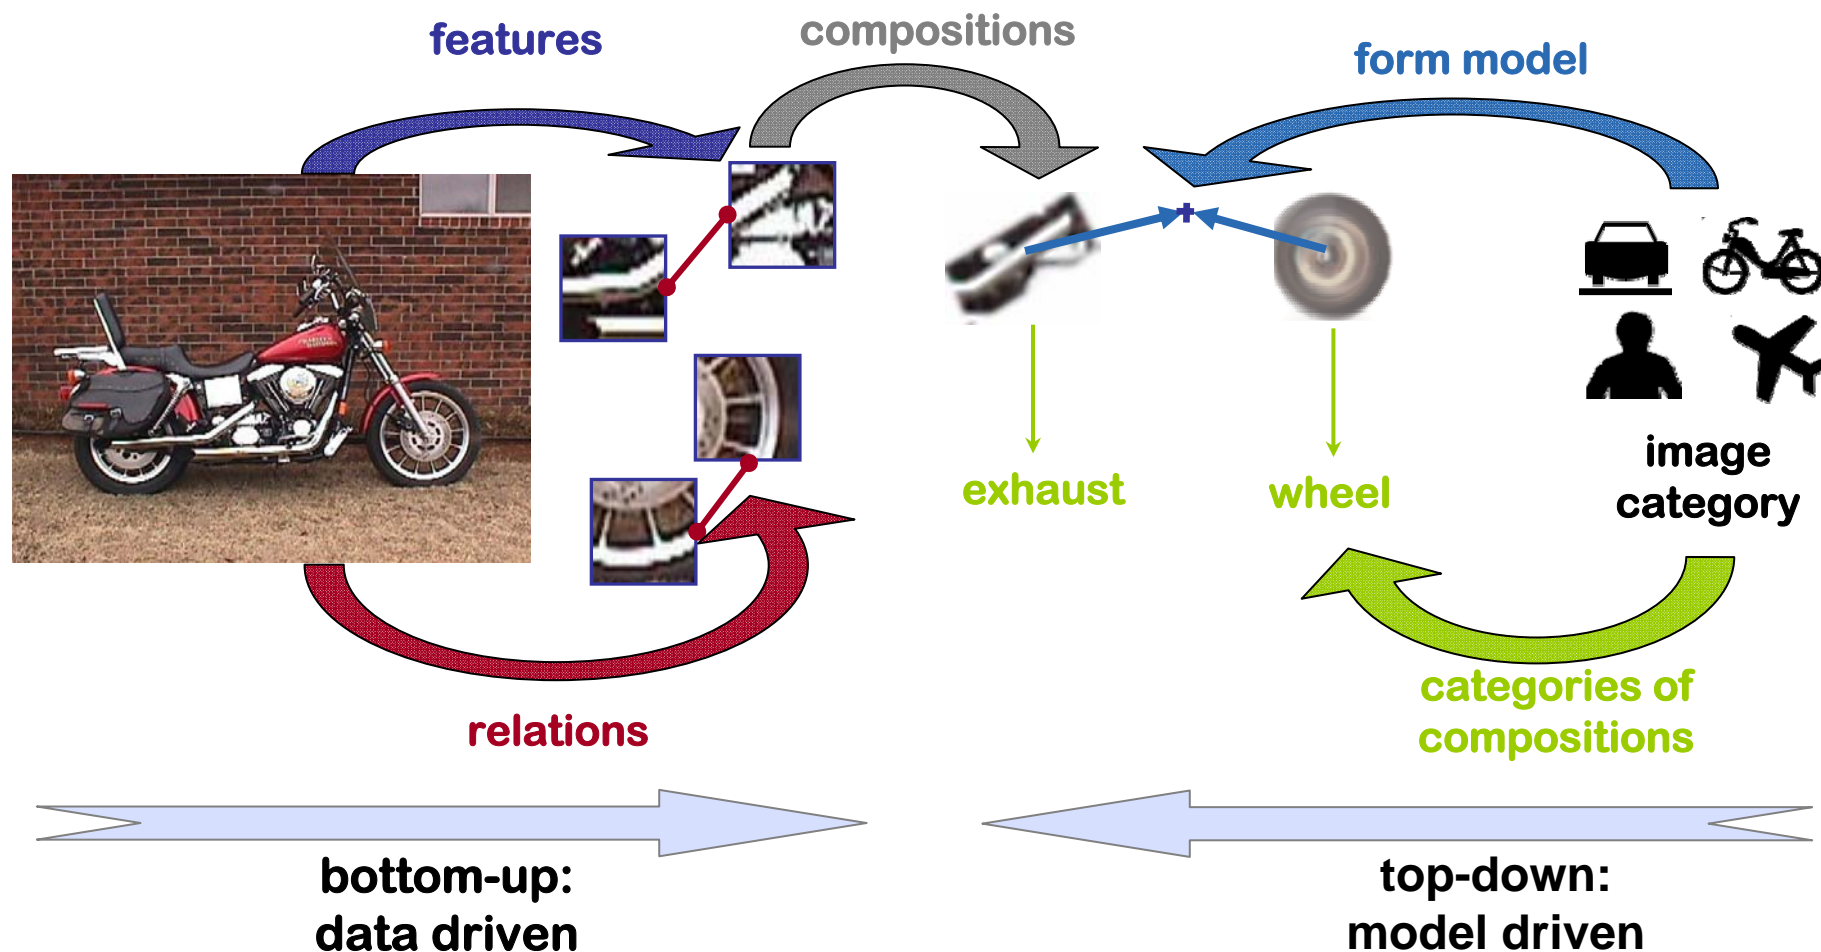 features
compositions
form model
exhaust
wheel
image
category
relations
categories of
compositions
bottom-up:
data driven
top-down:
model driven